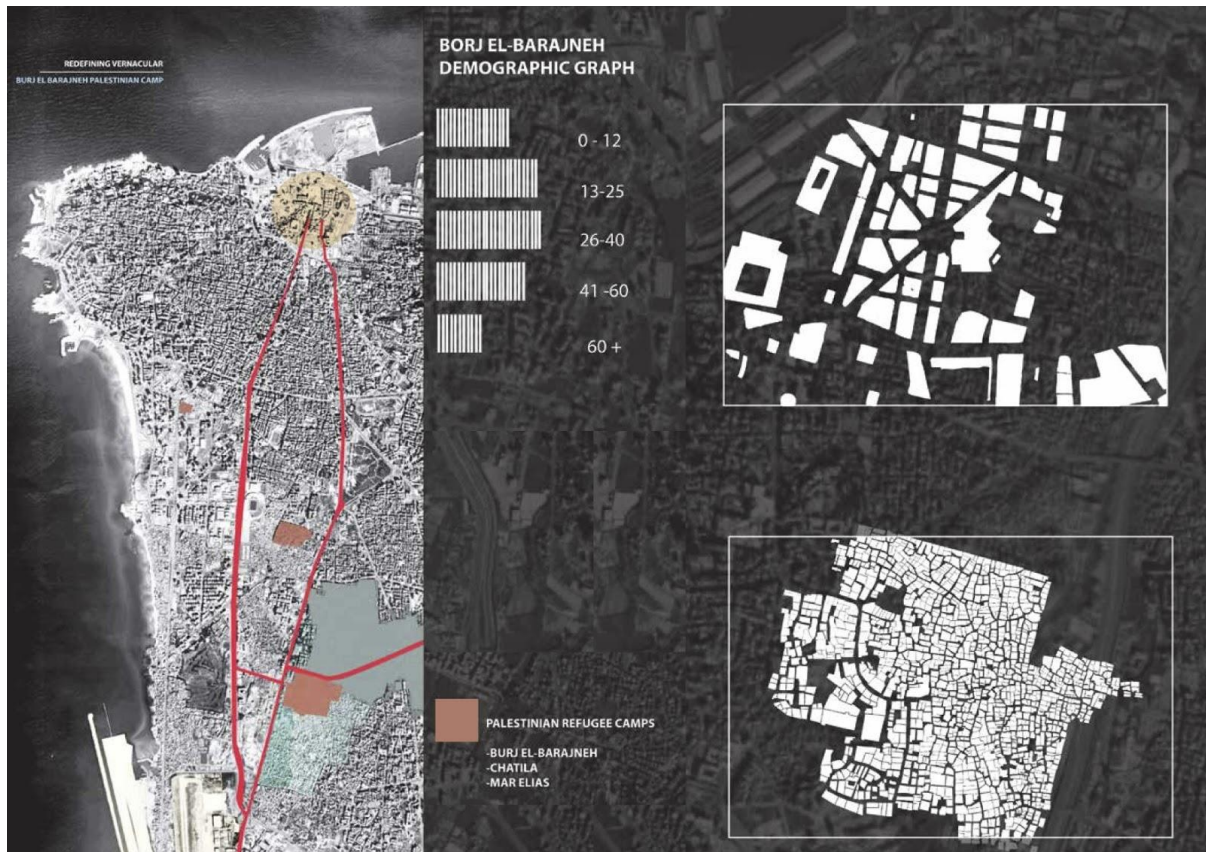 REDEFINING VERNACULAR
BURJ EL BARAJNEH PALESTINIAN CAMP
BORJ EL-BARAJNEH
DEMOGRAPHIC GRAPH
0 - 12
13-25
26-40
41 -60
60 +
PALESTINIAN REFUGEE CAMPS
-BURJ EL-BARAJNEH
-CHATILA
-MAR ELIAS